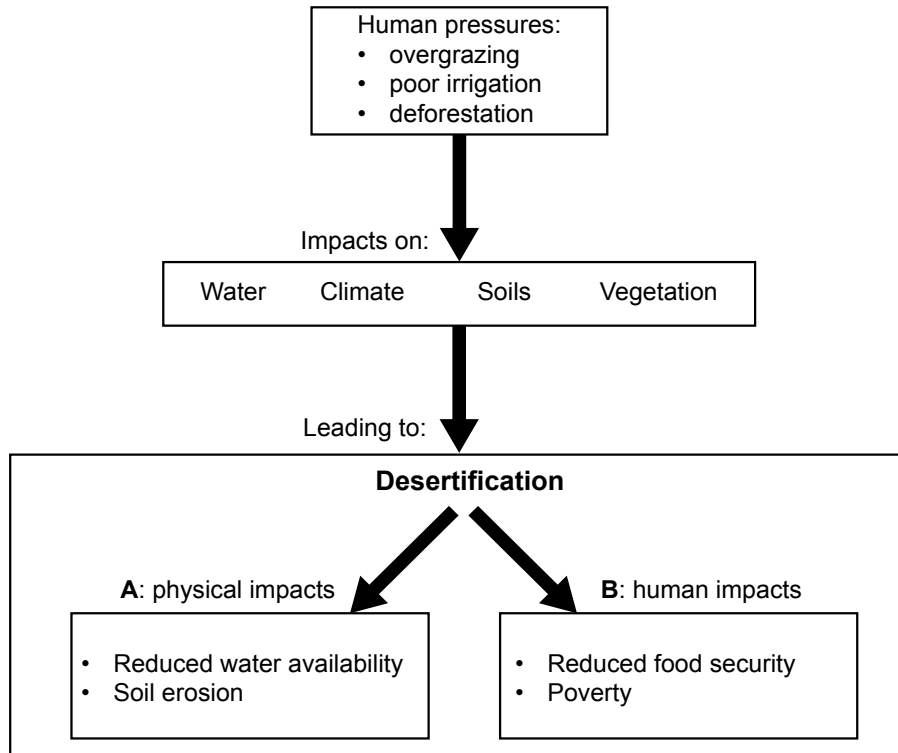 Human pressures:
• overgrazing
• poor irrigation
• deforestation
Impacts on:
Water Climate Soils Vegetation
Leading to:
Desertification
A: physical impacts
• Reduced water availability
• Soil erosion
B: human impacts
• Reduced food security
• Poverty